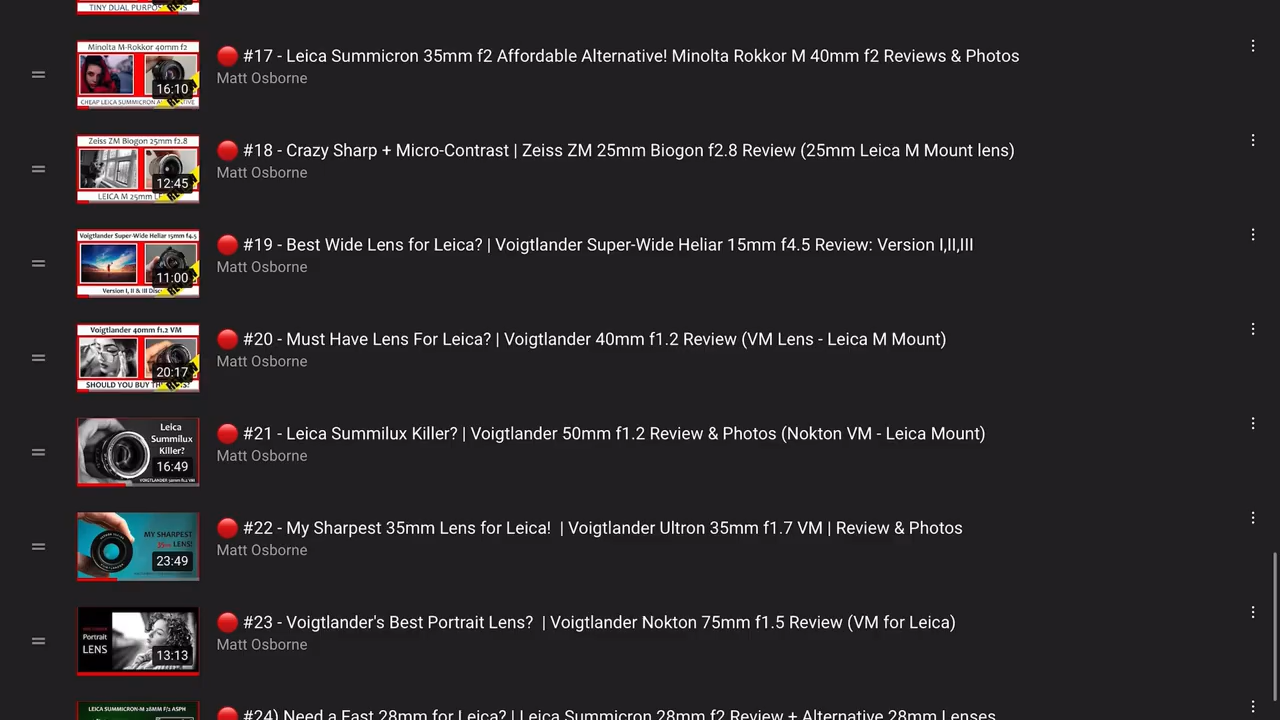 TINY DUAL PURPOS
Minolta M-Rokkor 40mm f2
16:10
CHEAP LEICA SUMMICRON
#17 - Leica Summicron 35mm f2 Affordable Alternative! Minolta Rokkor M 40mm f2 Reviews & Photos
Matt Osborne
Zeiss ZM Biogon 25mm f2.8
12:45
LEICA M 25mm
#18 - Crazy Sharp + Micro-Contrast | Zeiss ZM 25mm Biogon f2.8 Review (25mm Leica M Mount lens)
Matt Osborne
Voigtlander Super-Wide Heliar 15mm f4.5
11:00
Version I, II & III
#19 - Best Wide Lens for Leica? | Voigtlander Super-Wide Heliar 15mm f4.5 Review: Version I,II,III
Matt Osborne
Voigtlander 40mm f1.2 VM
20:17
SHOULD YOU BUY
#20 - Must Have Lens For Leica? | Voigtlander 40mm f1.2 Review (VM Lens - Leica M Mount)
Matt Osborne
Leica
Summilux
Killer?
16:49
VOIGTLANDER 50mm f1.2 VM
#21 - Leica Summilux Killer? | Voigtlander 50mm f1.2 Review & Photos (Nokton VM - Leica Mount)
Matt Osborne
MY SHARPEST
35mm LENS!
23:49
#22 - My Sharpest 35mm Lens for Leica!  | Voigtlander Ultron 35mm f1.7 VM | Review & Photos
Matt Osborne
Portrait
LENS
13:13
#23 - Voigtlander's Best Portrait Lens?  | Voigtlander Nokton 75mm f1.5 Review (VM for Leica)
Matt Osborne
LEICA SUMMICRON-M 28MM F/2 ASPH
#24) Need a Fast 28mm for Leica? | Leica Summicron 28mm f2 Review + Alternative 28mm Lenses